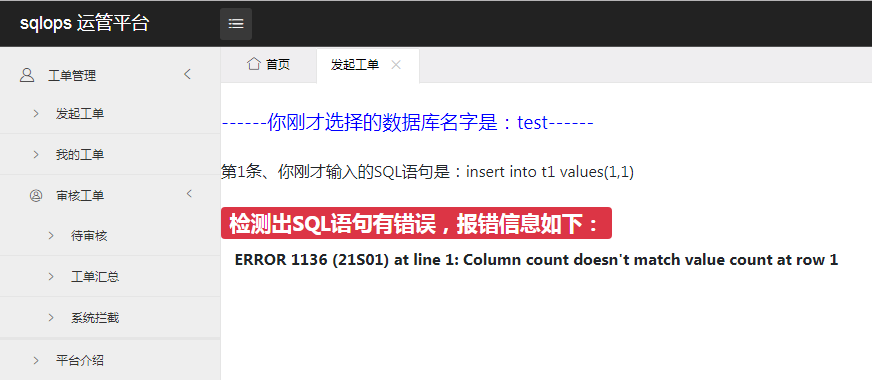 sqlops 运管平台
工单管理
首页
发起工单
发起工单
我的工单
审核工单
待审核
工单汇总
系统拦截
平台介绍
------你刚才选择的数据库名字是：test------
第1条、你刚才输入的SQL语句是：insert into t1 values(1,1)
检测出SQL语句有错误，报错信息如下：
ERROR 1136 (21S01) at line 1: Column count doesn't match value count at row 1